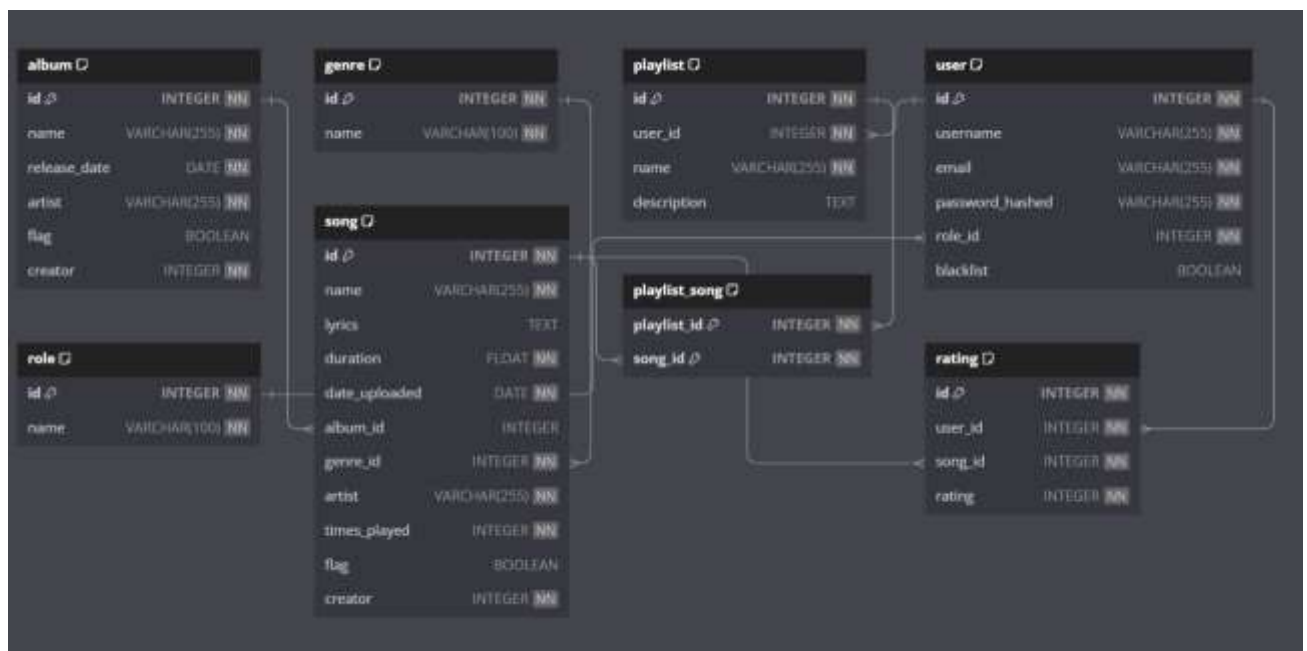 album
id INTEGER NN
name VARCHAR(255) NN
release_date DATE NN
artist VARCHAR(255) NN
flag BOOLEAN
creator INTEGER NN
genre
id INTEGER NN
name VARCHAR(100) NN
playlist
id INTEGER NN
user_id INTEGER NN
name VARCHAR(255) NN
description TEXT
user
id INTEGER NN
username VARCHAR(255) NN
email VARCHAR(255) NN
password_hashed VARCHAR(255) NN
role_id INTEGER NN
blacklist BOOLEAN
song
id INTEGER NN
name VARCHAR(255) NN
lyrics TEXT
duration FLOAT NN
date_uploaded DATE NN
album_id INTEGER
genre_id INTEGER NN
artist VARCHAR(255) NN
times_played INTEGER NN
flag BOOLEAN
creator INTEGER NN
playlist_song
playlist_id INTEGER NN
song_id INTEGER NN
role
id INTEGER NN
name VARCHAR(100) NN
rating
id INTEGER NN
user_id INTEGER NN
song_id INTEGER NN
rating INTEGER NN